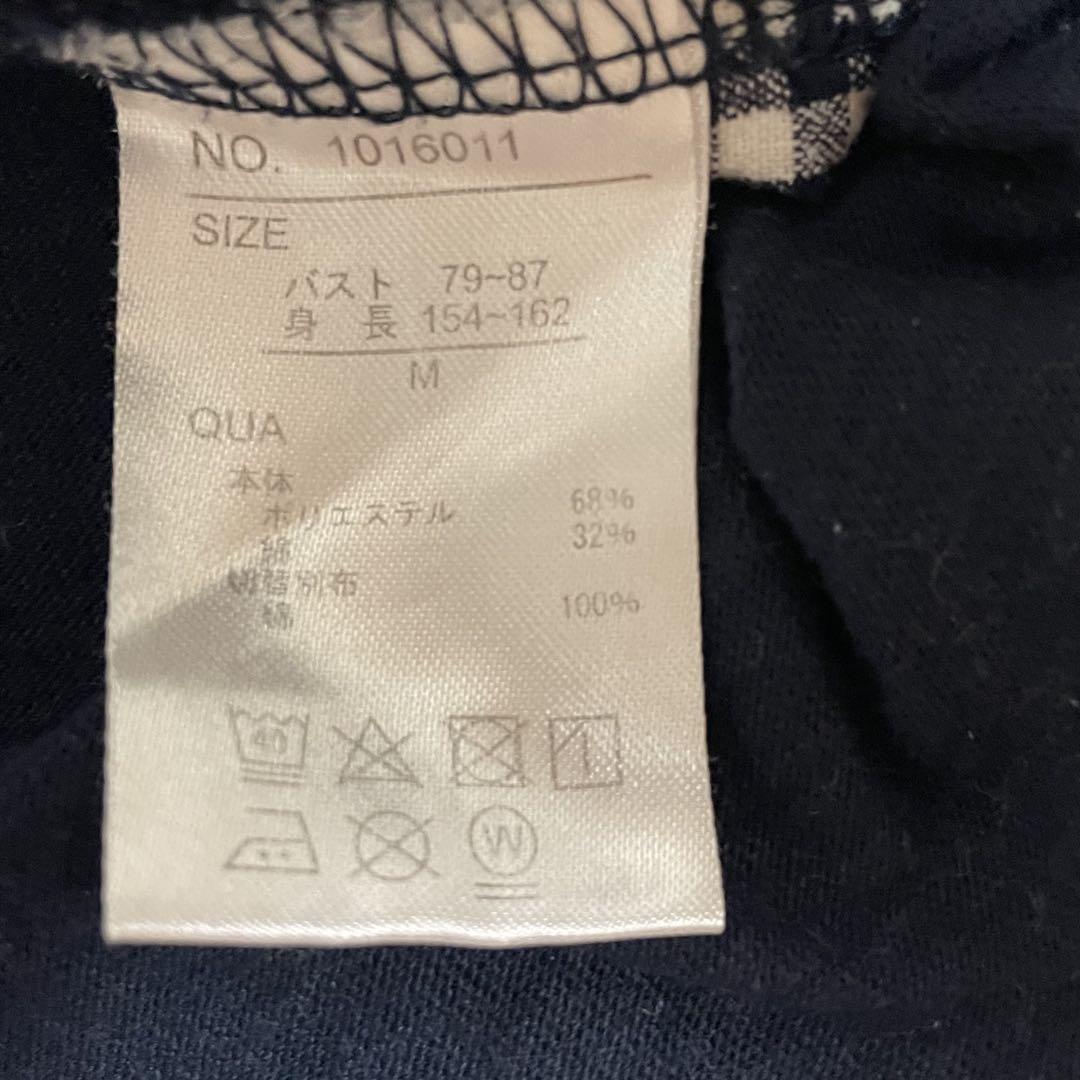 NO. 1016011
SIZE
バスト 79~87
身 長 154~162
M
QUA
本体
ポリエステル 68%
綿 32%
切替別布
綿 100%
40
W